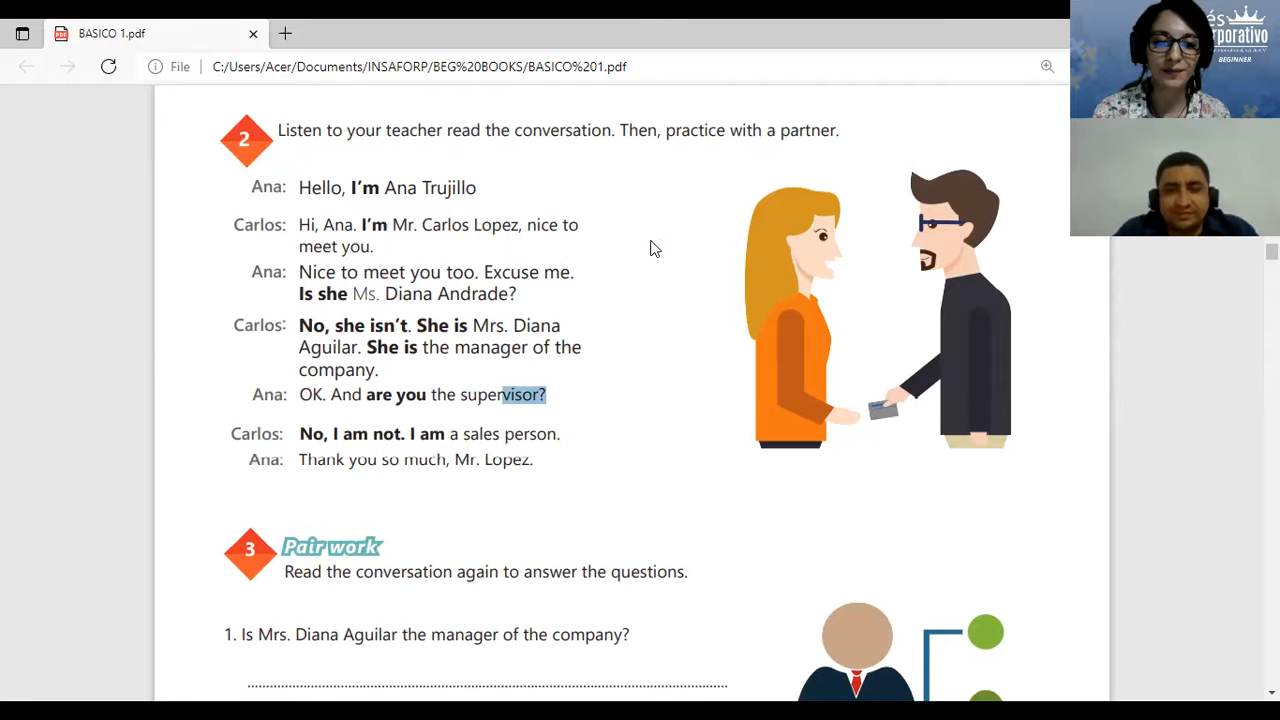 BASICO 1.pdf
File C:/Users/Acer/Documents/INSAFORP/BEG%20BOOKS/BASICO%201.pdf
és
rporativo
BEGINNER
2 Listen to your teacher read the conversation. Then, practice with a partner.
Ana: Hello, I'm Ana Trujillo
Carlos: Hi, Ana. I'm Mr. Carlos Lopez, nice to
meet you.
Ana: Nice to meet you too. Excuse me.
Is she Ms. Diana Andrade?
Carlos: No, she isn't. She is Mrs. Diana
Aguilar. She is the manager of the
company.
Ana: OK. And are you the supervisor?
Carlos: No, I am not. I am a sales person.
Ana: Thank you so much, Mr. Lopez.
3 Pair work
Read the conversation again to answer the questions.
1. Is Mrs. Diana Aguilar the manager of the company?